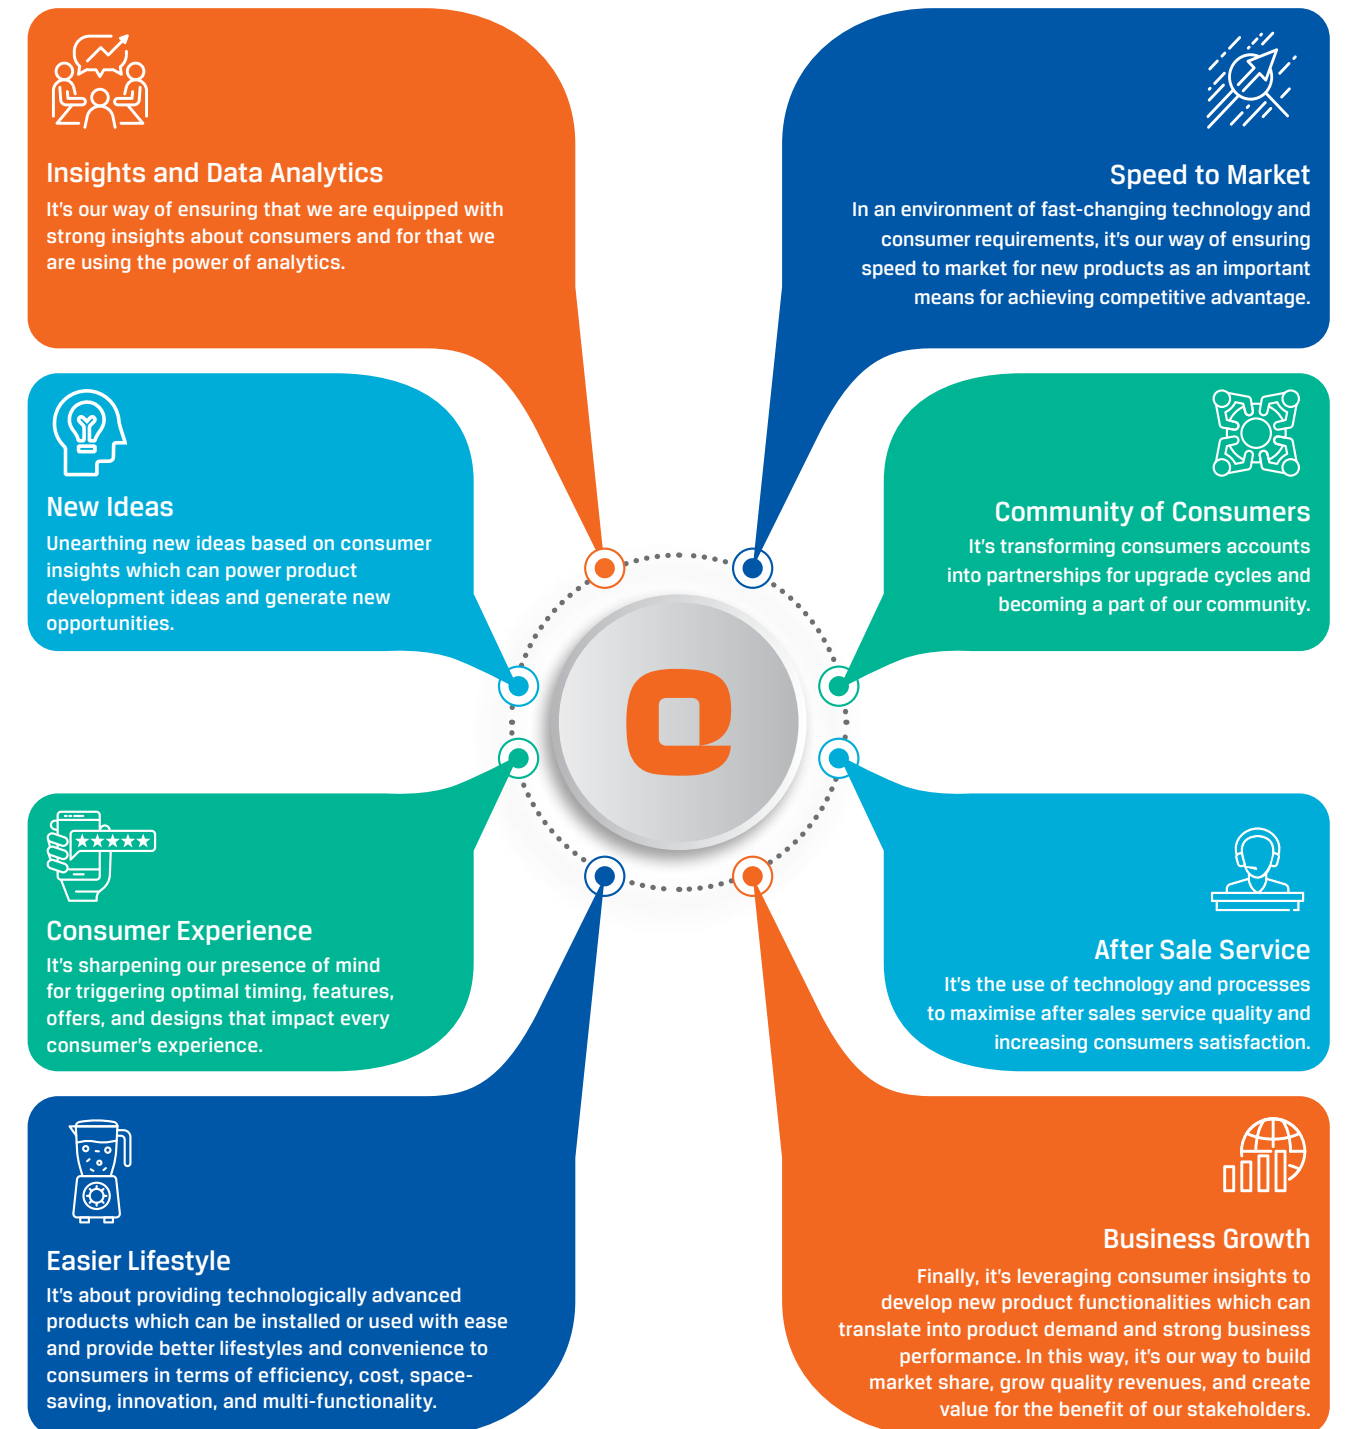 Insights and Data Analytics
It's our way of ensuring that we are equipped with
strong insights about consumers and for that we
are using the power of analytics.
Speed to Market
In an environment of fast-changing technology and
consumer requirements, it's our way of ensuring
speed to market for new products as an important
means for achieving competitive advantage.
New Ideas
Unearthing new ideas based on consumer
insights which can power product
development ideas and generate new
opportunities.
Community of Consumers
It's transforming consumers accounts
into partnerships for upgrade cycles and
becoming a part of our community.
Consumer Experience
It's sharpening our presence of mind
for triggering optimal timing, features,
offers, and designs that impact every
consumer's experience.
After Sale Service
It's the use of technology and processes
to maximise after sales service quality and
increasing consumers satisfaction.
Easier Lifestyle
It's about providing technologically advanced
products which can be installed or used with ease
and provide better lifestyles and convenience to
consumers in terms of efficiency, cost, space-
saving, innovation, and multi-functionality.
Business Growth
Finally, it's leveraging consumer insights to
develop new product functionalities which can
translate into product demand and strong business
performance. In this way, it's our way to build
market share, grow quality revenues, and create
value for the benefit of our stakeholders.